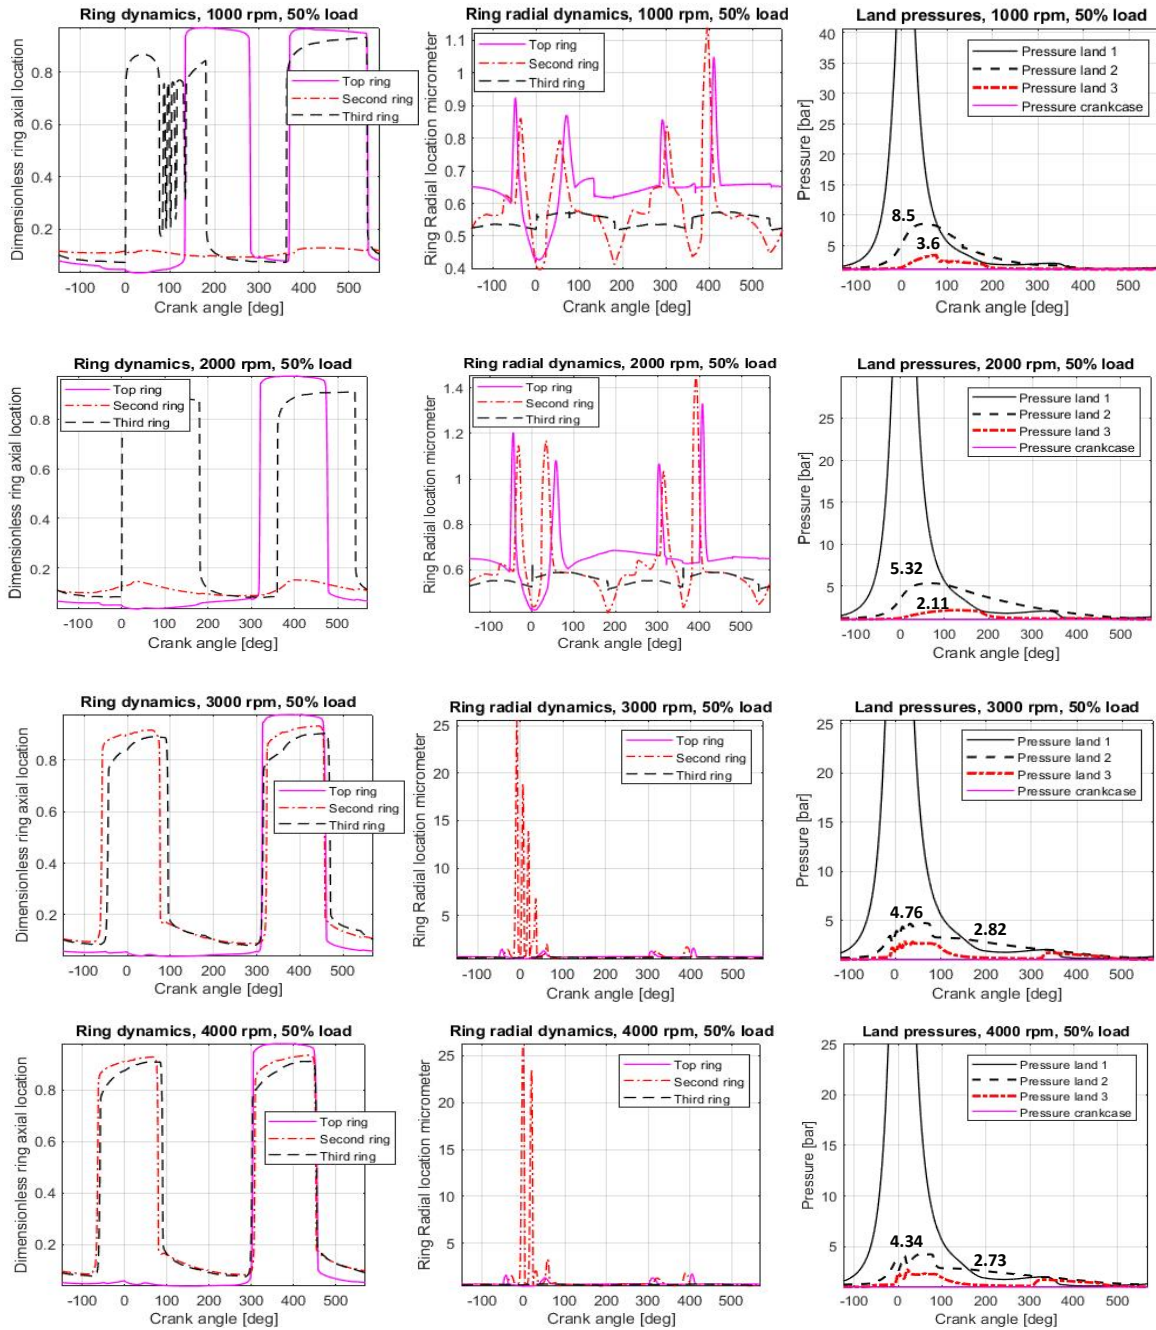 Ring dynamics, 1000 rpm, 50% load
Dimensionless ring axial location
0.8
0.6
0.4
0.2
Top ring
Second ring
Third ring
-100 0 100 200 300 400 500
Crank angle [deg]
Ring radial dynamics, 1000 rpm, 50% load
Ring Radial location micrometer
1.1
1
0.9
0.8
0.7
0.6
0.5
0.4
Top ring
Second ring
Third ring
-100 0 100 200 300 400 500
Crank angle [deg]
Land pressures, 1000 rpm, 50% load
Pressure [bar]
40
35
30
25
20
15
10
5
Pressure land 1
Pressure land 2
Pressure land 3
Pressure crankcase
8.5
3.6
-100 0 100 200 300 400 500
Crank angle [deg]
Ring dynamics, 2000 rpm, 50% load
Dimensionless ring axial location
0.8
0.6
0.4
0.2
Top ring
Second ring
Third ring
-100 0 100 200 300 400 500
Crank angle [deg]
Ring radial dynamics, 2000 rpm, 50% load
Ring Radial location micrometer
1.4
1.2
1
0.8
0.6
Top ring
Second ring
Third ring
-100 0 100 200 300 400 500
Crank angle [deg]
Land pressures, 2000 rpm, 50% load
Pressure [bar]
25
20
15
10
5
Pressure land 1
Pressure land 2
Pressure land 3
Pressure crankcase
5.32
2.11
-100 0 100 200 300 400 500
Crank angle [deg]
Ring dynamics, 3000 rpm, 50% load
Dimensionless ring axial location
0.8
0.6
0.4
0.2
Top ring
Second ring
Third ring
-100 0 100 200 300 400 500
Crank angle [deg]
Ring radial dynamics, 3000 rpm, 50% load
Ring Radial location micrometer
25
20
15
10
5
Top ring
Second ring
Third ring
-100 0 100 200 300 400 500
Crank angle [deg]
Land pressures, 3000 rpm, 50% load
Pressure [bar]
25
20
15
10
5
Pressure land 1
Pressure land 2
Pressure land 3
Pressure crankcase
4.76
2.82
-100 0 100 200 300 400 500
Crank angle [deg]
Ring dynamics, 4000 rpm, 50% load
Dimensionless ring axial location
0.8
0.6
0.4
0.2
Top ring
Second ring
Third ring
-100 0 100 200 300 400 500
Crank angle [deg]
Ring radial dynamics, 4000 rpm, 50% load
Ring Radial location micrometer
25
20
15
10
5
Top ring
Second ring
Third ring
-100 0 100 200 300 400 500
Crank angle [deg]
Land pressures, 4000 rpm, 50% load
Pressure [bar]
25
20
15
10
5
Pressure land 1
Pressure land 2
Pressure land 3
Pressure crankcase
4.34
2.73
-100 0 100 200 300 400 500
Crank angle [deg]